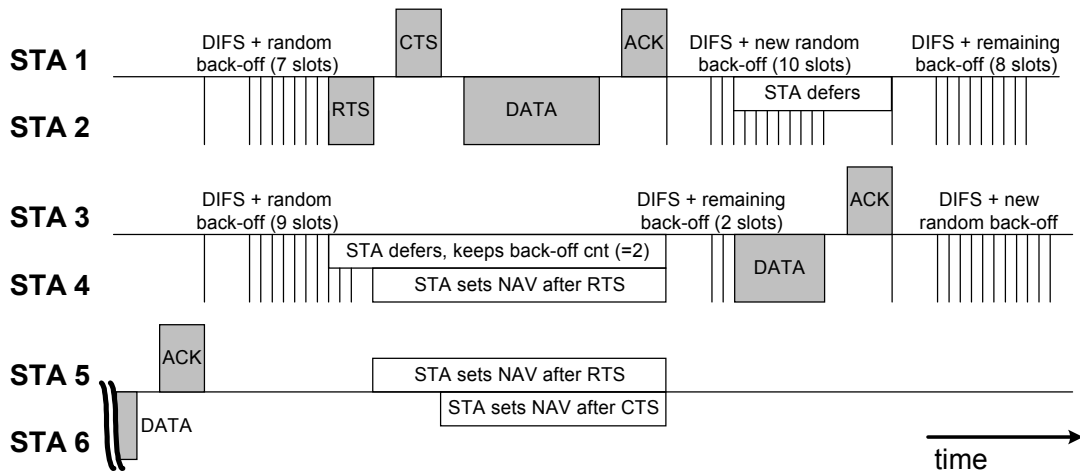 CTS
ACK
DIFS + random
back-off (7 slots)
DIFS + new random
back-off (10 slots)
DIFS + remaining
back-off (8 slots)
STA 1
STA defers
RTS
DATA
STA 2
ACK
DIFS + random
back-off (9 slots)
DIFS + remaining
back-off (2 slots)
DIFS + new
random back-off
STA 3
STA defers, keeps back-off cnt (=2)
DATA
STA sets NAV after RTS
STA 4
ACK
STA 5
STA sets NAV after RTS
STA sets NAV after CTS
DATA
STA 6
time